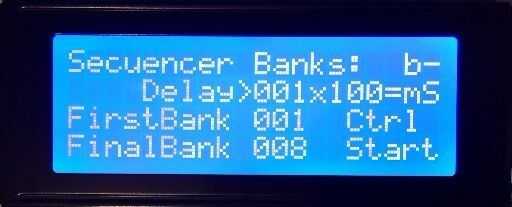 Secuencer Banks:  b-
Delay>001x100=mS
FirstBank 001  Ctrl
FinalBank 008  Start